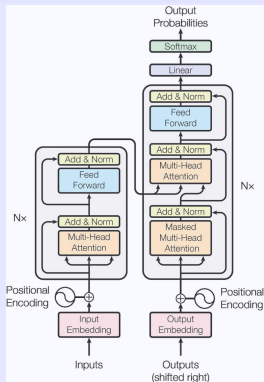 Output
Probabilities
Softmax
Linear
Add & Norm
Feed
Forward
Add & Norm
Multi-Head
Attention
Add & Norm
Masked
Multi-Head
Attention
N×
Positional
Encoding
Output
Embedding
Outputs
(shifted right)
Add & Norm
Feed
Forward
N×
Add & Norm
Multi-Head
Attention
Positional
Encoding
Input
Embedding
Inputs